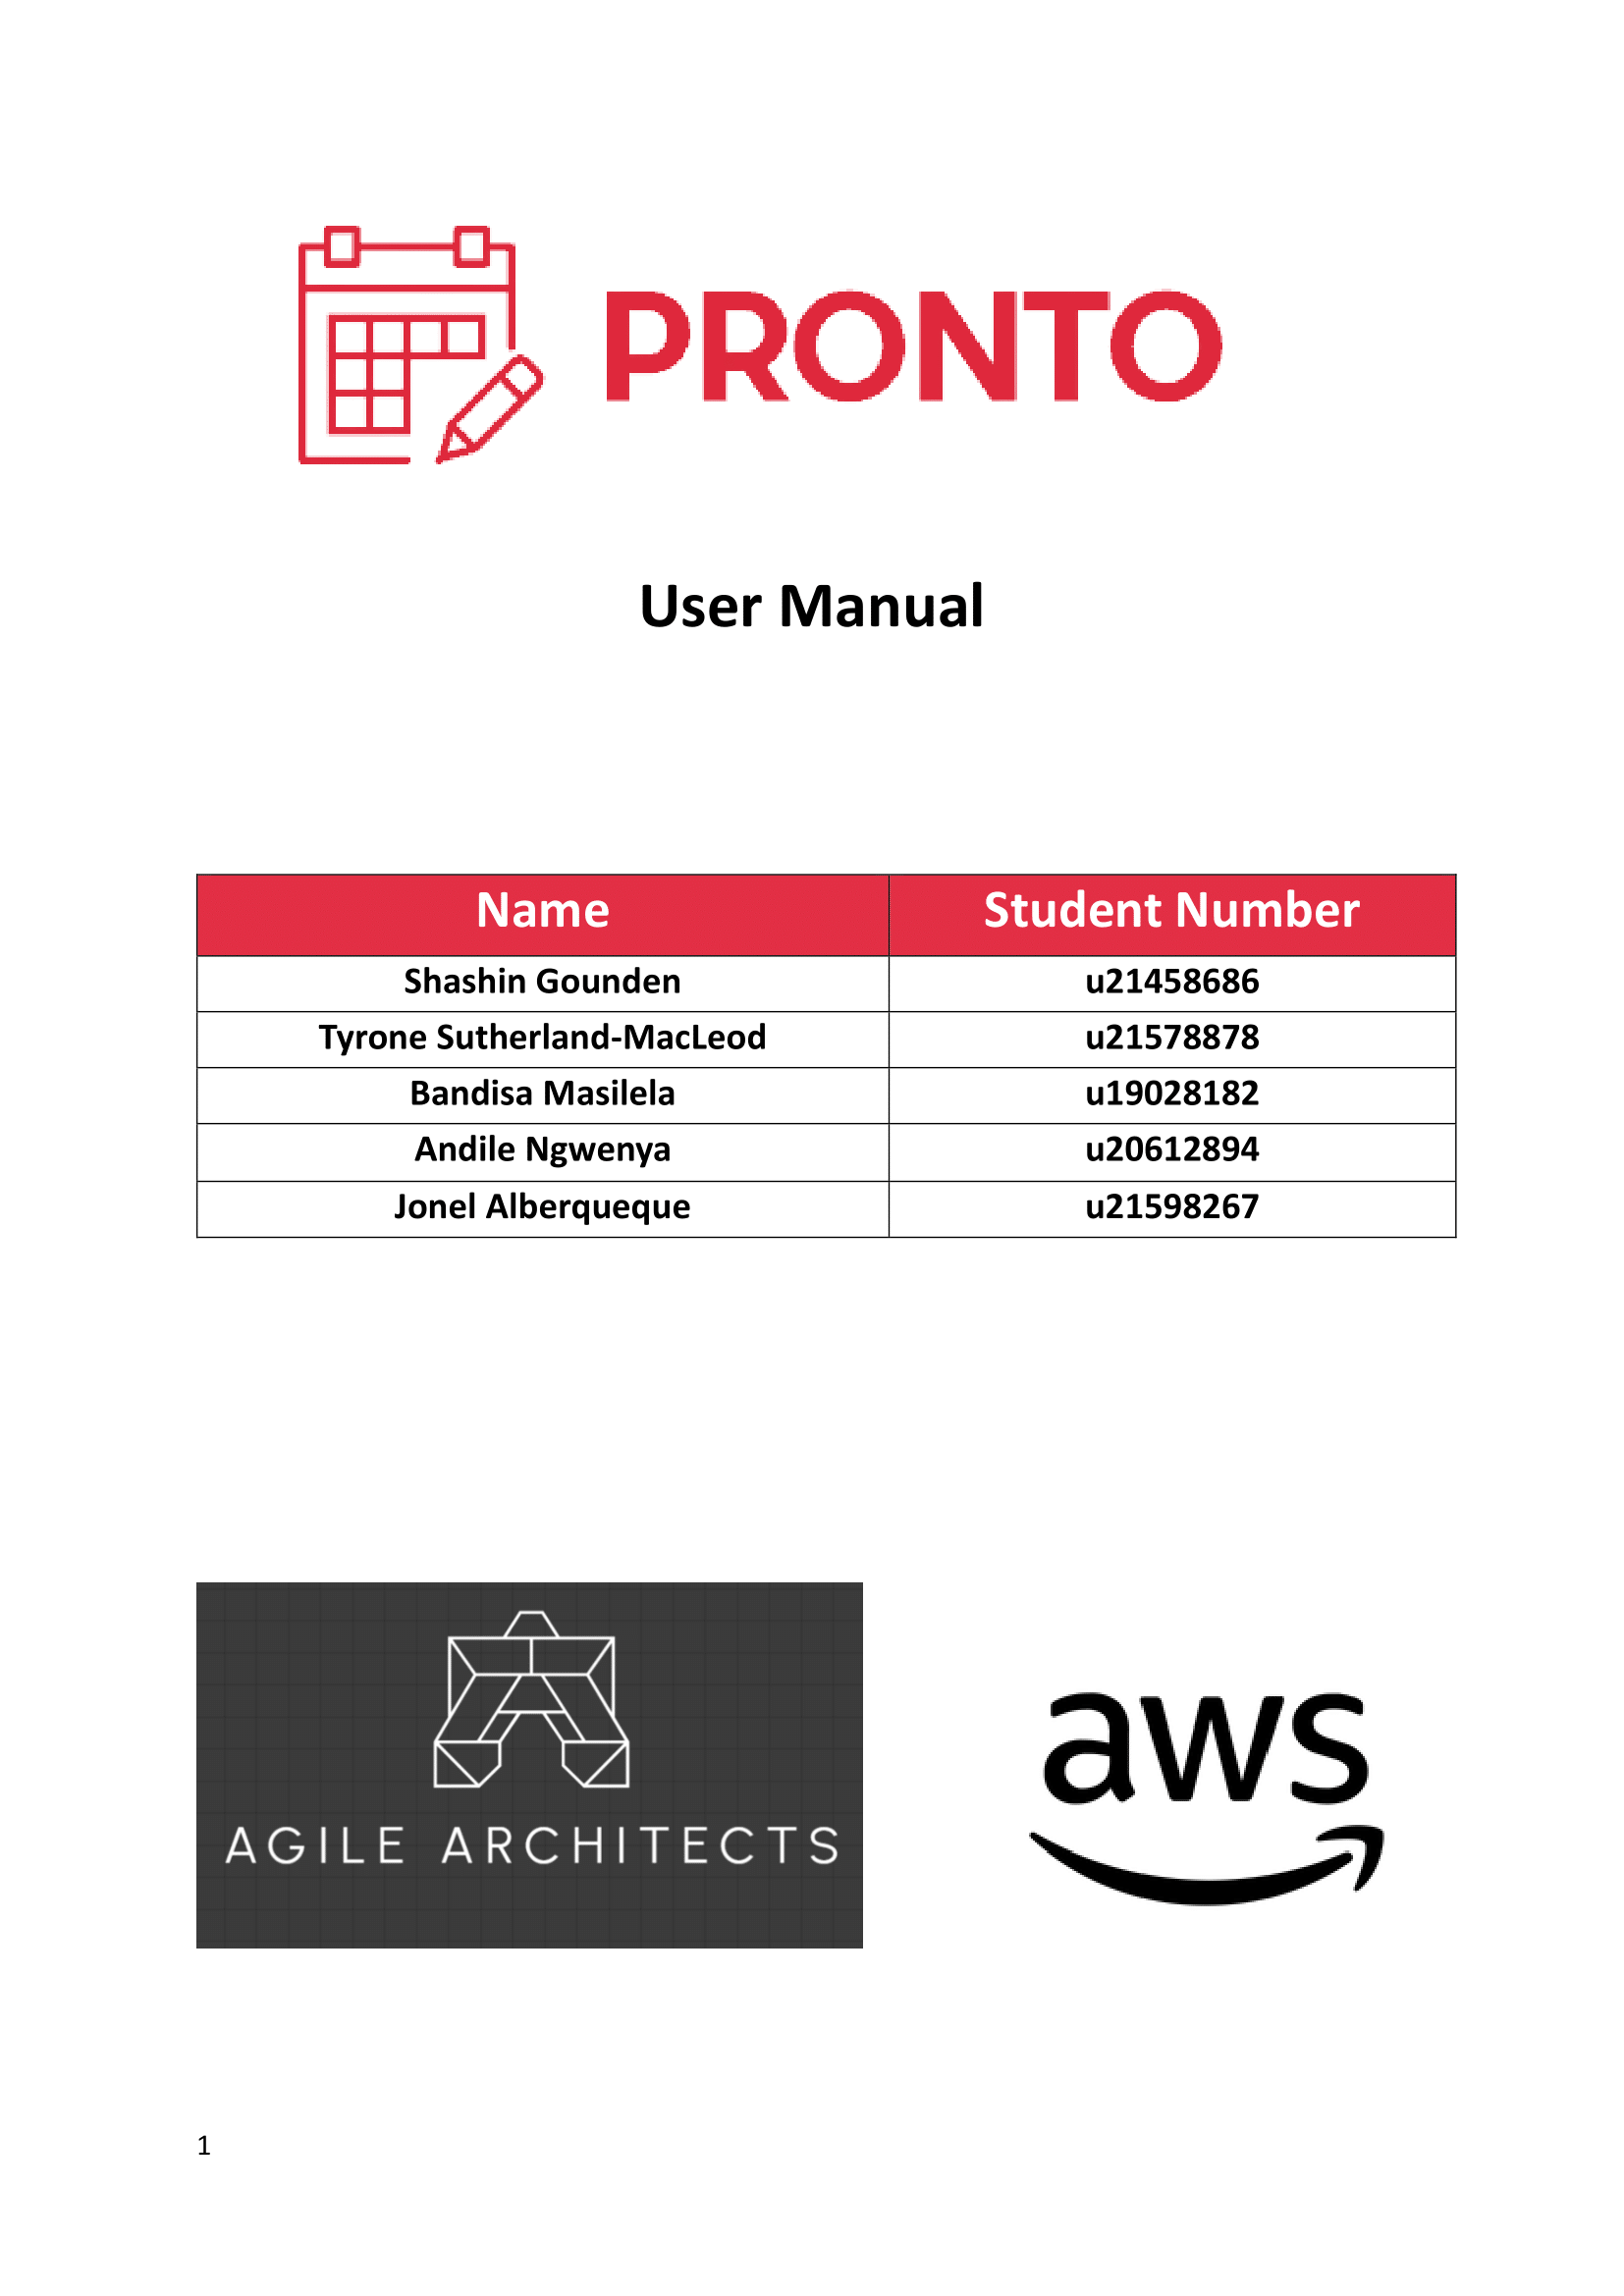 PRONTO
User Manual
Name Student Number
Shashin Gounden u21458686
Tyrone Sutherland-MacLeod u21578878
Bandisa Masilela u19028182
Andile Ngwenya u20612894
Jonel Alberqueque u21598267
AGILE ARCHITECTS
aws
1